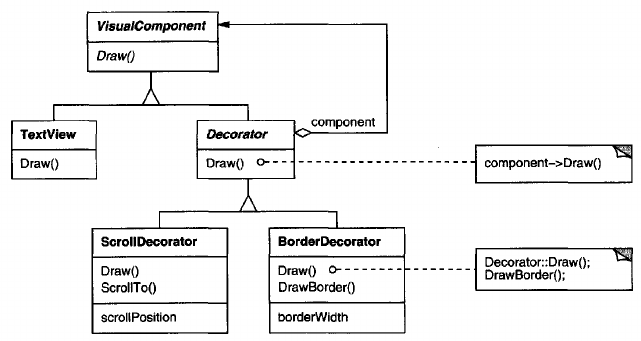 VisualComponent
Draw()
component
TextView
Draw()
Decorator
Draw()
component–>Draw()
ScrollDecorator
Draw()
ScrollTo()
scrollPosition
BorderDecorator
Draw()
DrawBorder()
borderWidth
Decorator::Draw();
DrawBorder();